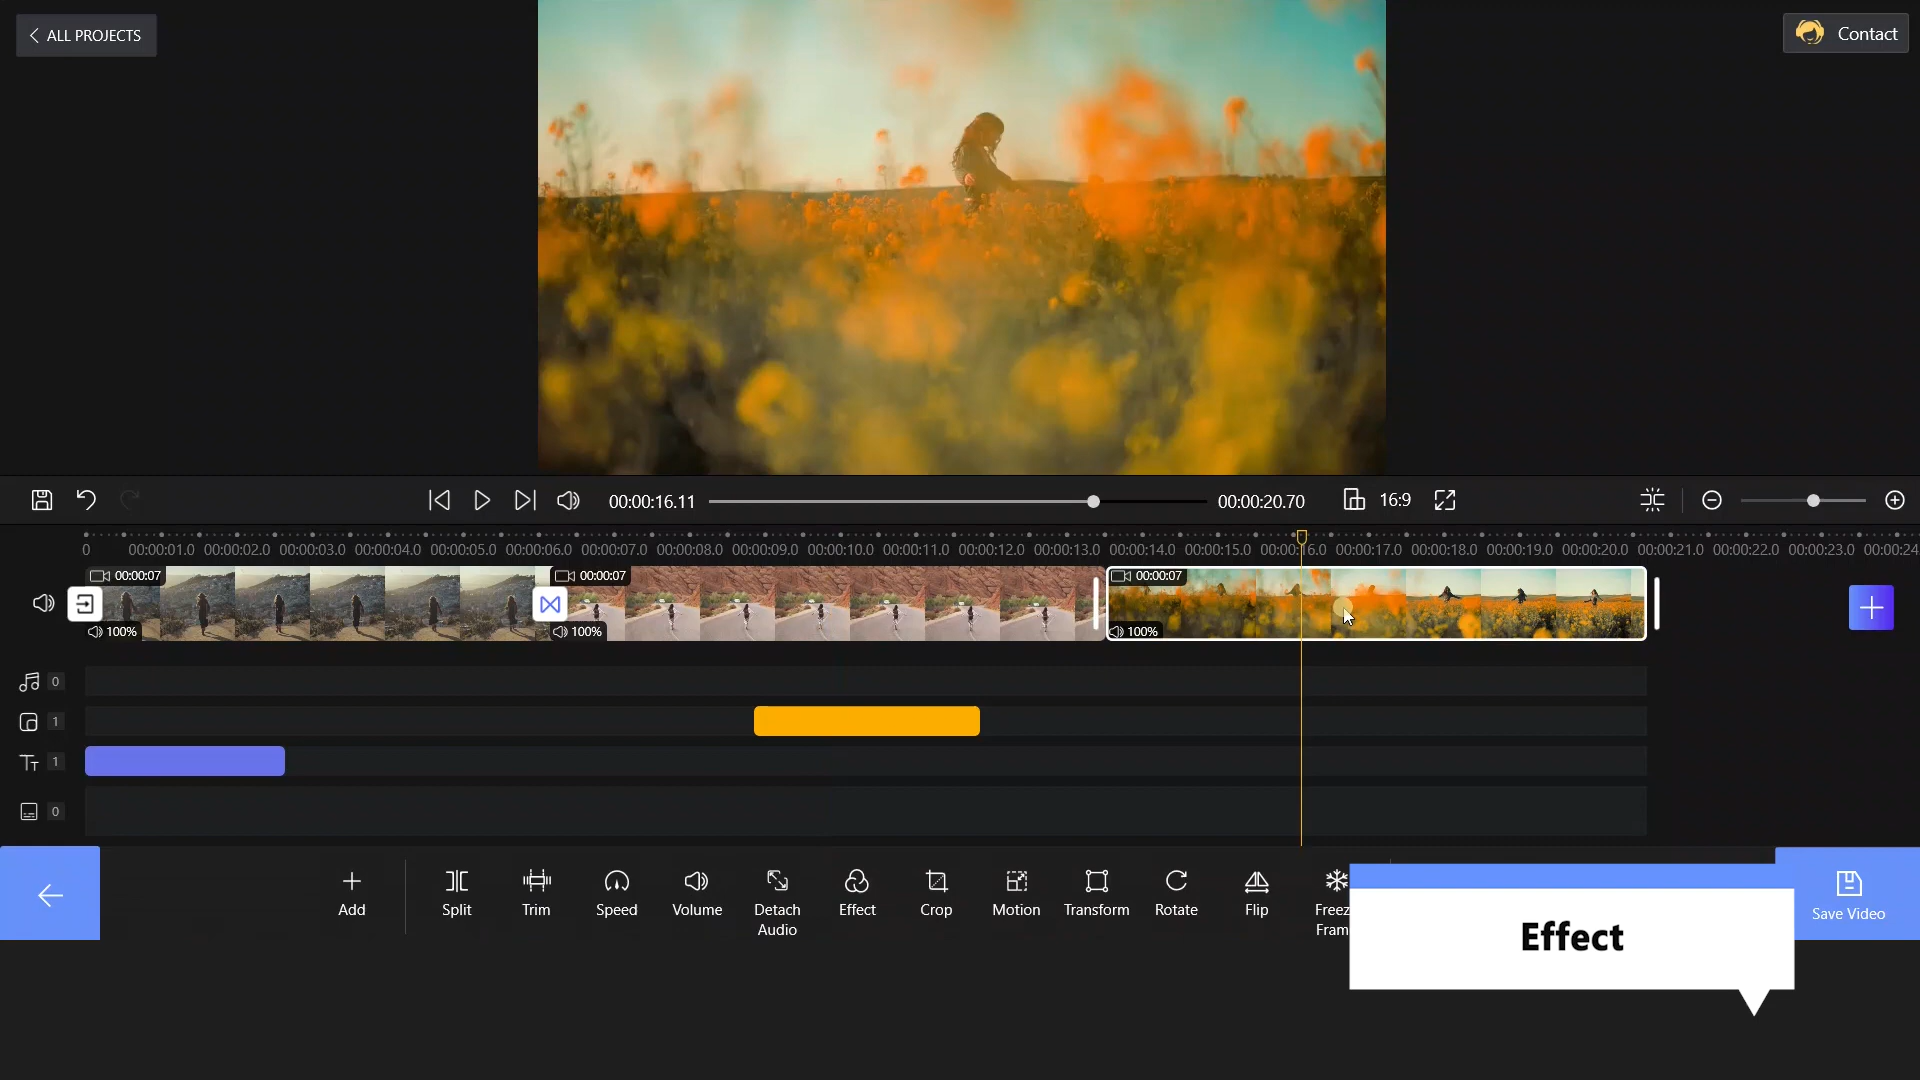 ALL PROJECTS
Contact
00:00:16.11
00:00:20.70
16:9
0 00:00:01.0 00:00:02.0 00:00:03.0 00:00:04.0 00:00:05.0 00:00:06.0 00:00:07.0 00:00:08.0 00:00:09.0 00:00:10.0 00:00:11.0 00:00:12.0 00:00:13.0 00:00:14.0 00:00:15.0 00:00:16.0 00:00:17.0 00:00:18.0 00:00:19.0 00:00:20.0 00:00:21.0 00:00:22.0 00:00:23.0 00:00:24
00:00:07
00:00:07
00:00:07
100%
100%
100%
0
1
1
0
Add
Split
Trim
Speed
Volume
Detach
Audio
Effect
Crop
Motion
Transform
Rotate
Flip
Freez
Fram
Effect
Save Video